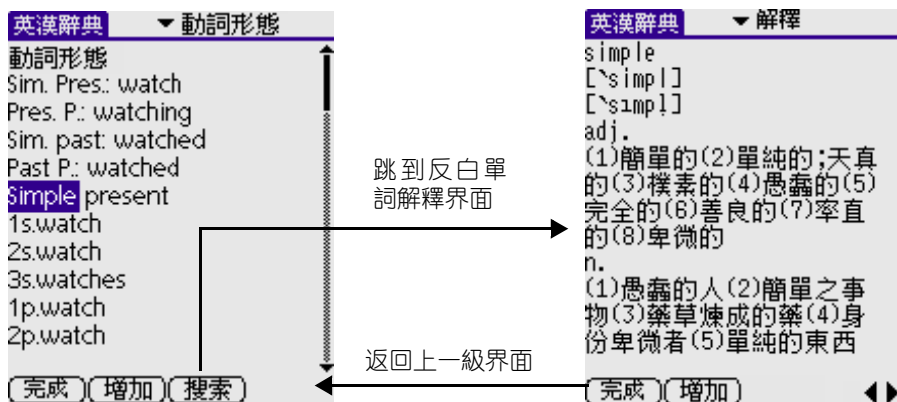 英漢辭典 ▼ 動詞形態
動詞形態
Sim. Pres.: watch
Pres. P.: watching
Sim. past: watched
Past P.: watched
Simple present
1s.watch
2s.watch
3s.watches
1p.watch
2p.watch
完成 增加 搜索
跳到反白單
詞解釋界面
返回上一級界面
英漢辭典 ▼ 解釋
simple
[ˋsimpl]
[ˋsɪmpl̩]
adj.
(1)簡單的(2)單純的;天真
的(3)樸素的(4)愚蠢的(5)
完全的(6)善良的(7)率直
的(8)卑微的
n.
(1)愚蠢的人(2)簡單之事
物(3)藥草煉成的藥(4)身
份卑微者(5)單純的東西
完成 增加